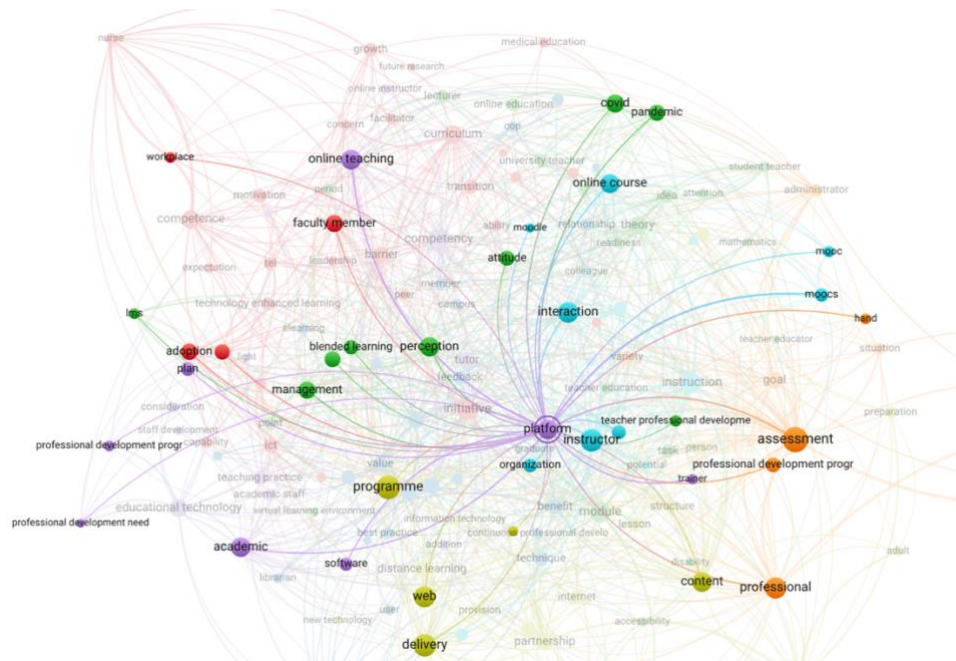 nurse
growth
medical education
future research
online instructor
lecturer
online education
covid
pandemic
concern
facilitator
cop
curriculum
workplace
online teaching
university teacher
student teacher
motivation
period
transition
online course
idea
attention
administrator
competence
faculty member
ability
moodle
relationship
theory
barrier
competency
readiness
mathematics
mooc
expectation
tel
leadership
attitude
colleague
member
peer
campus
moocs
technology enhanced learning
interaction
hand
lms
elearning
teacher educator
situation
adoption
light
blended learning
perception
variety
plan
tutor
feedback
teacher education
instruction
goal
management
consideration
initiative
preparation
staff development
capability
belief
platform
teacher professional developme
professional development progr
ict
instructor
assessment
graduate
task
person
teaching practice
value
organization
potential
professional development progr
academic staff
programme
trainer
educational technology
virtual learning environment
benefit
module
structure
professional development need
information technology
lesson
best practice
continuous professional develo
academic
addition
adult
software
distance learning
technique
disability
librarian
content
professional
user
web
internet
new technology
provision
accessibility
delivery
partnership